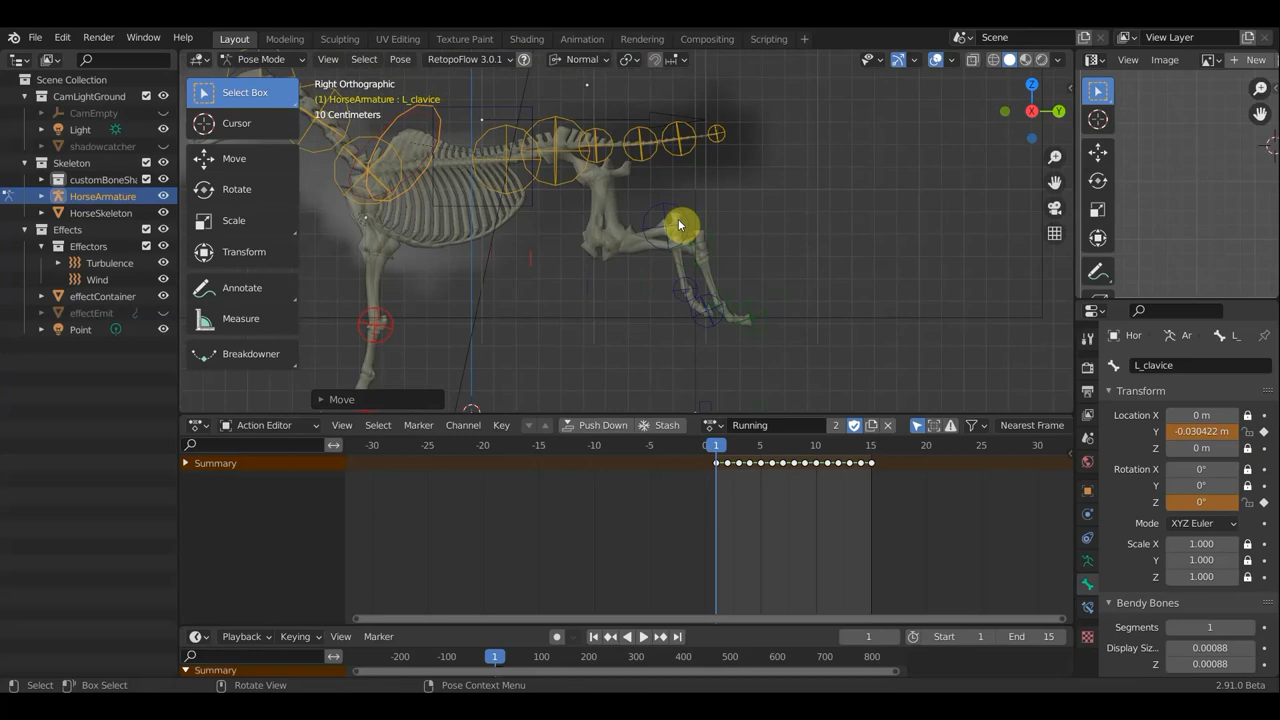 File Edit Render Window Help Layout Modeling Sculpting UV Editing Texture Paint Shading Animation Rendering Compositing Scripting + Scene View Layer
Pose Mode View Select Pose RetopoFlow 3.0.1 Normal View Image New
Scene Collection
CamLightGround
CamEmpty
Light
shadowcatcher
Skeleton
customBoneSha
HorseArmature
HorseSkeleton
Effects
Effectors
Turbulence
Wind
effectContainer
effectEmit
Point
Select Box
Cursor
Move
Rotate
Scale
Transform
Annotate
Measure
Breakdowner
Right Orthographic
(1) HorseArmature : L_clavice
10 Centimeters
X
Y
Z
Move
Hor Ar L_
L_clavice
Transform
Location X 0 m
Y -0.030422 m
Z 0 m
Rotation X 0°
Y 0°
Z 0°
Mode XYZ Euler
Scale X 1.000
Y 1.000
Z 1.000
Bendy Bones
Segments 1
Display Siz... 0.00088
Z 0.00088
Action Editor View Select Marker Channel Key Push Down Stash Running 2 Nearest Frame
-30 -25 -20 -15 -10 -5 0 1 5 10 15 20 25 30
Summary
Playback Keying View Marker 1 Start 1 End 15
-200 -100 1 100 200 300 400 500 600 700 800
Summary
Select Box Select Rotate View Pose Context Menu 2.91.0 Beta